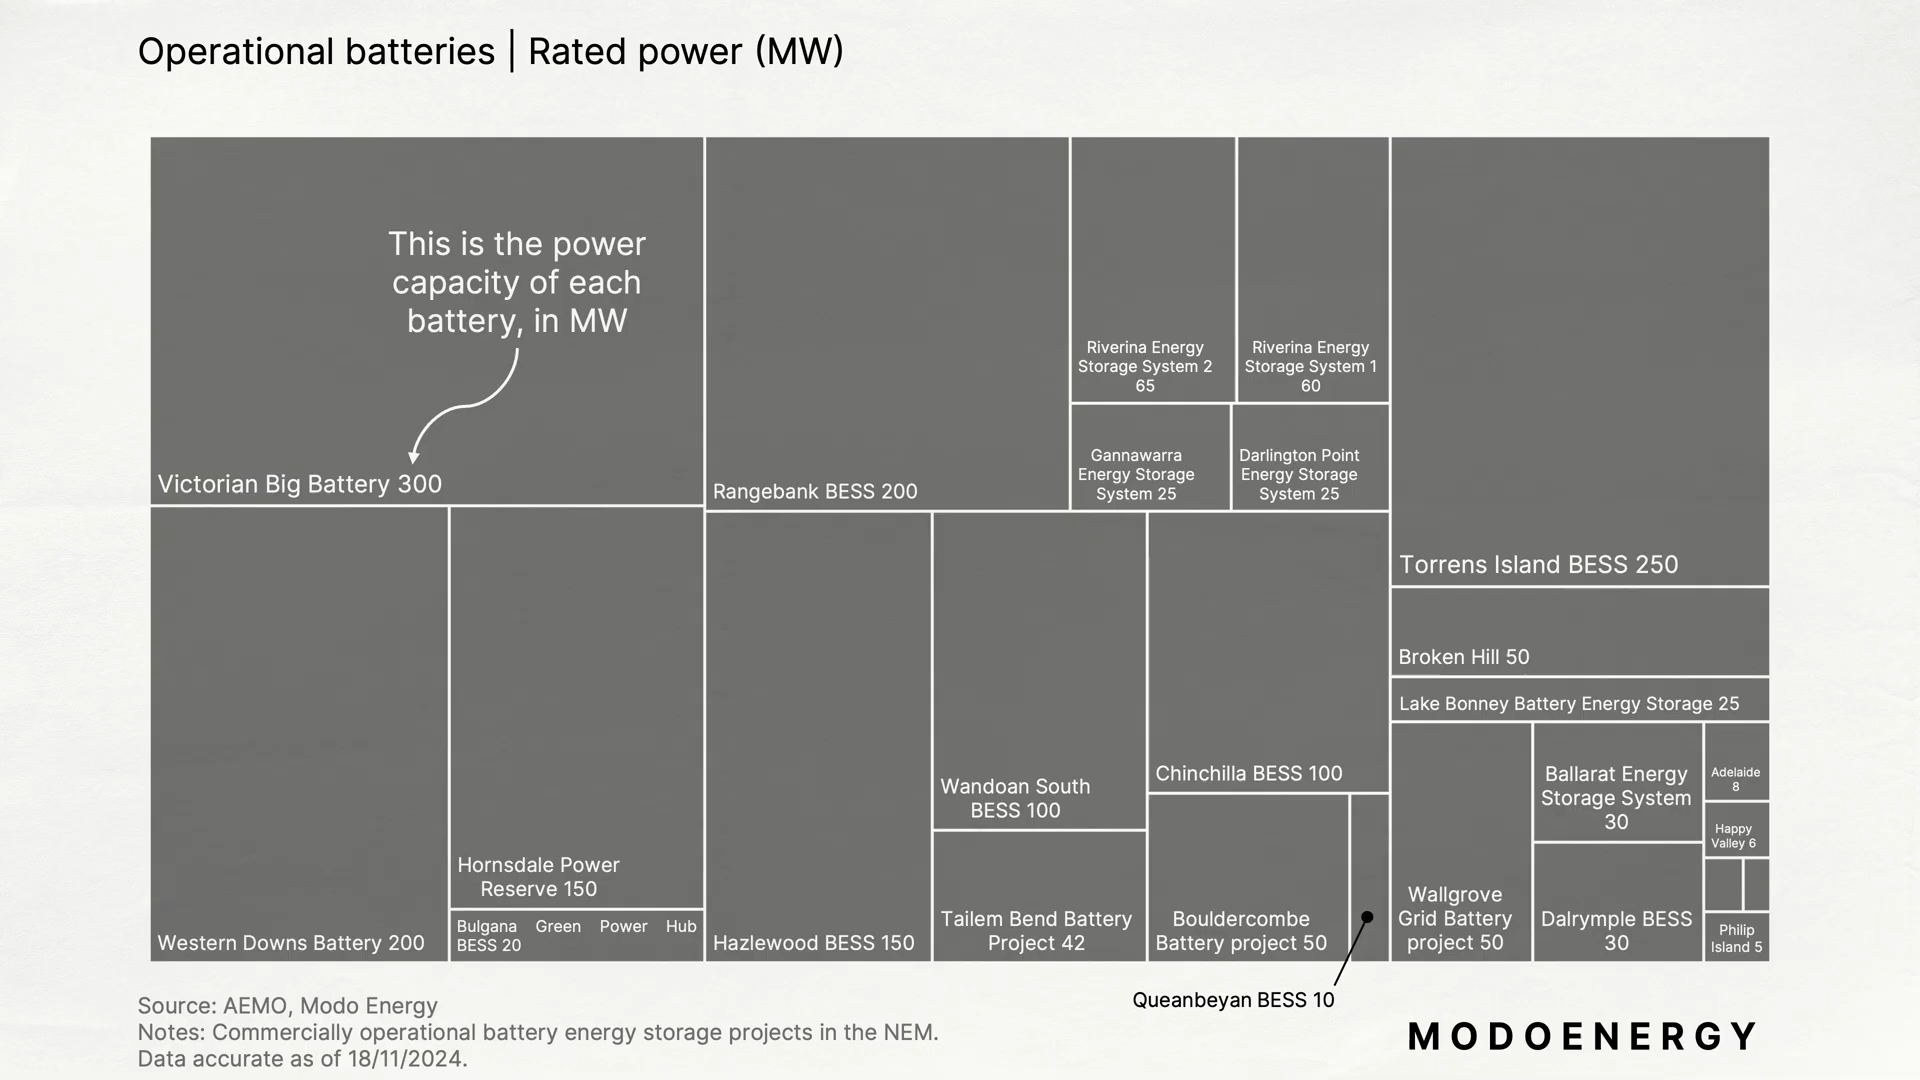 Operational batteries | Rated power (MW)
This is the power
capacity of each
battery, in MW
Victorian Big Battery 300
Rangebank BESS 200
Riverina Energy
Storage System 2
65
Riverina Energy
Storage System 1
60
Gannawarra
Energy Storage
System 25
Darlington Point
Energy Storage
System 25
Torrens Island BESS 250
Broken Hill 50
Lake Bonney Battery Energy Storage 25
Western Downs Battery 200
Hornsdale Power
Reserve 150
Bulgana Green Power Hub
BESS 20
Hazlewood BESS 150
Wandoan South
BESS 100
Tailem Bend Battery
Project 42
Chinchilla BESS 100
Bouldercombe
Battery project 50
Queanbeyan BESS 10
Wallgrove
Grid Battery
project 50
Ballarat Energy
Storage System
30
Dalrymple BESS
30
Adelaide
8
Happy
Valley 6
Philip
Island 5
Source: AEMO, Modo Energy
Notes: Commercially operational battery energy storage projects in the NEM.
Data accurate as of 18/11/2024.
MODOENERGY